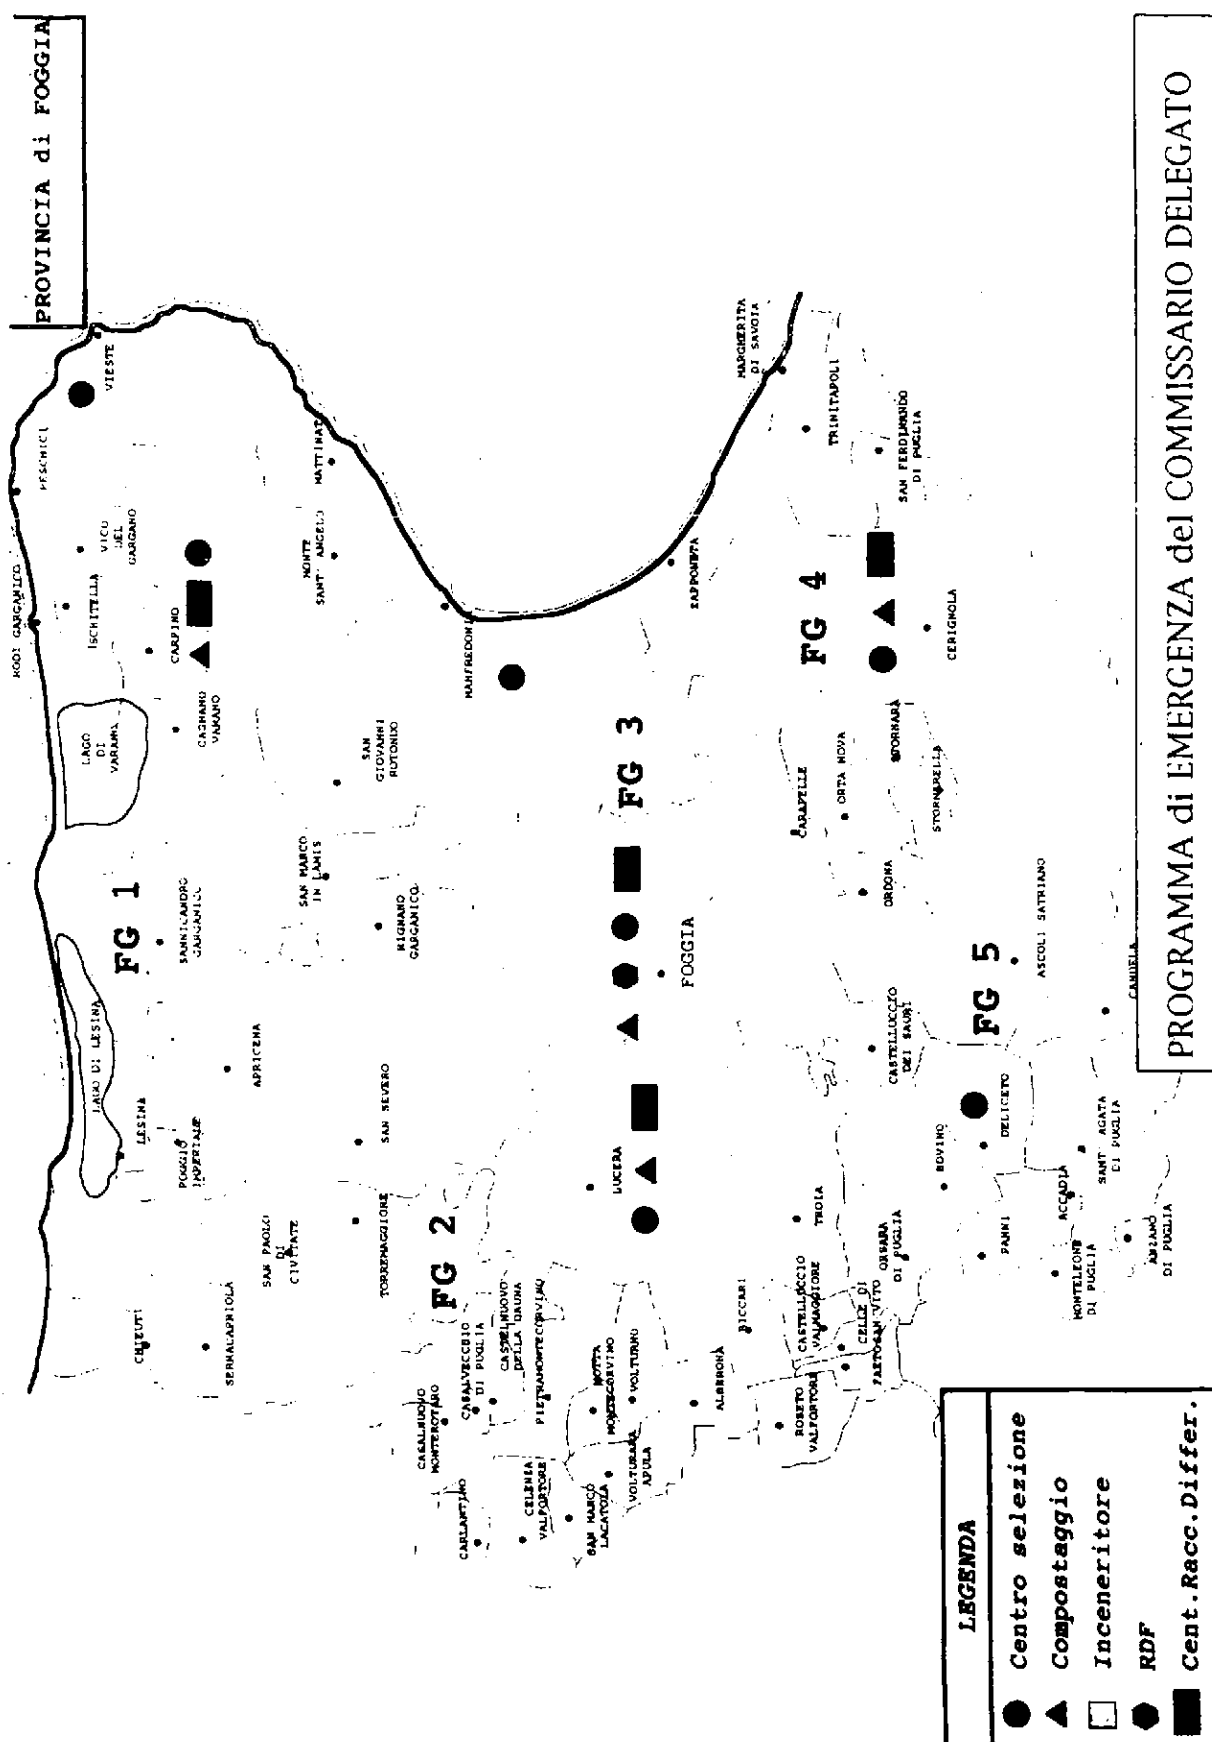 PROVINCIA di FOGGIA
VIESTE
PESCHICI
RODI GARGANICO
VICO
DEL
GARGANO
ISCHITELLA
CARPINO
CAGNANO
VARANO
LAGO
DI
VARANO
MATTINAT
MONTE
SANT' ANGELO
MANFREDONI
SAN
GIOVANNI
ROTONDO
SAN MARCO
IN LAMIS
RIGNANO
GARGANICO
FG 1
SANNICANDRO
GARGANICO
LAGO DI LESINA
LESINA
POGGIO
IMPERIALE
APRICENA
SAN SEVERO
TORREMAGGIORE
SAN PAOLO
DI
CIVITATE
CHIEUTI
SERRACAPRIOLA
FG 2
CASALNUOVO
MONTEROTARO
CASALVECCHIO
DI PUGLIA
CASTELNUOVO
DELLA DAUNA
PIETRAMONTECORVINO
CARLANTINO
CELENZA
VALFORTORE
SAN MARCO
LACATOLA
MOTTA
MONTECORVINO
VOLTURINO
VOLTURARA
APULA
LUCERA
ALBERONA
BICCARI
ROSETO
VALFORTORE
CASTELLUCCIO
VALMAGGIORE
CELLE DI
SAN VITO
FAETO
TROIA
ORSARA
DI PUGLIA
FG 3
FOGGIA
ZAPPONETA
MARGHERITA
DI SAVOIA
TRINITAPOLI
SAN FERDINANDO
DI PUGLIA
FG 4
CERIGNOLA
CARAPELLE
ORTA NOVA
STORNARA
STORNARELLA
ORDONA
CASTELLUCCIO
DEI SAURI
FG 5
ASCOLI SATRIANO
CANDELA
DELICETO
BOVINO
PANNI
ACCADIA
SANT' AGATA
DI PUGLIA
MONTELEONE
DI PUGLIA
ANZANO
DI PUGLIA
PROGRAMMA di EMERGENZA del COMMISSARIO DELEGATO
LEGENDA
Centro selezione
Compostaggio
Inceneritore
RDF
Cent.Racc.Differ.